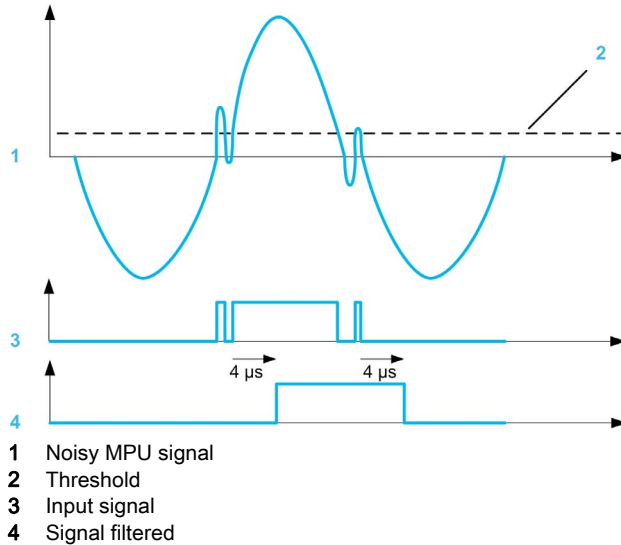 2
1
3
4 µs
4 µs
4
1 Noisy MPU signal
2 Threshold
3 Input signal
4 Signal filtered